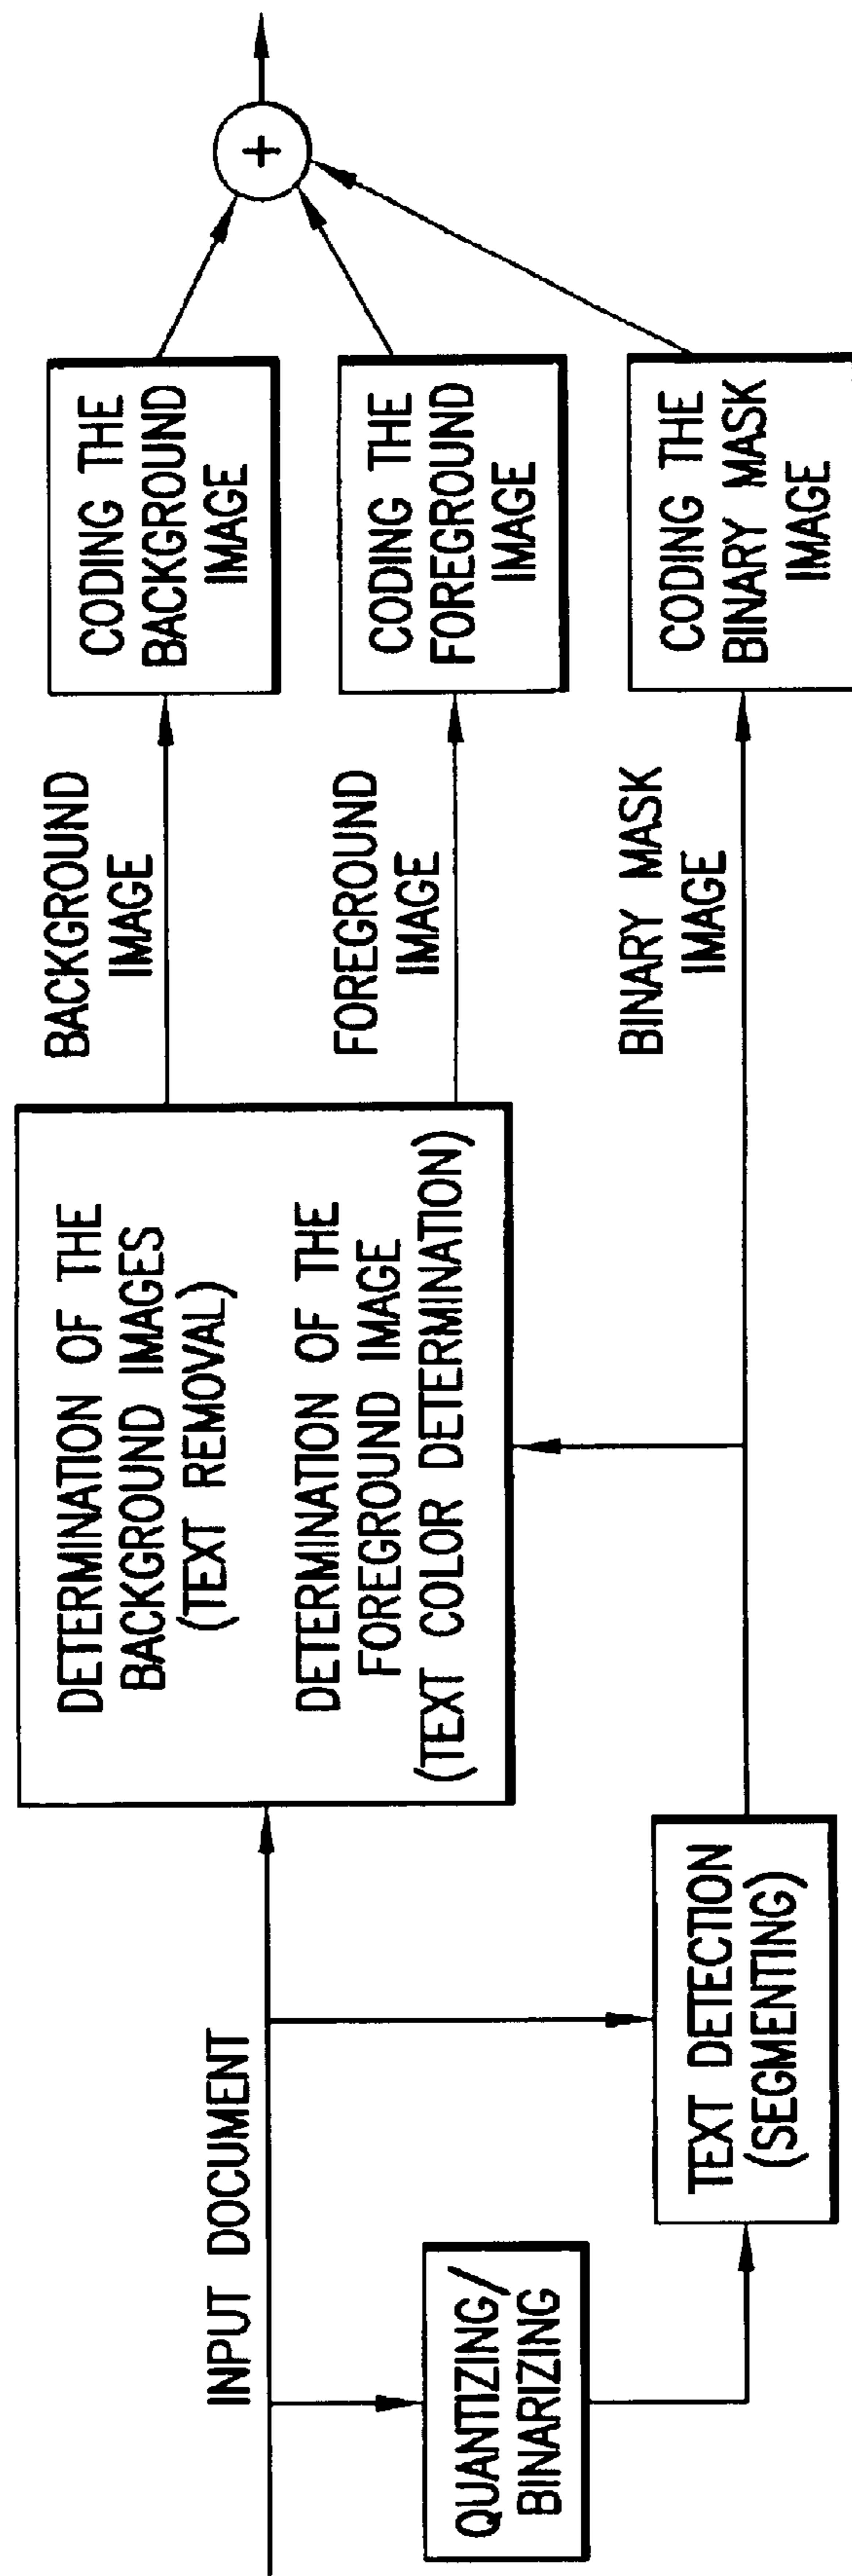 INPUT DOCUMENT
QUANTIZING/
BINARIZING
TEXT DETECTION
(SEGMENTING)
DETERMINATION OF THE
BACKGROUND IMAGES
(TEXT REMOVAL)
DETERMINATION OF THE
FOREGROUND IMAGE
(TEXT COLOR DETERMINATION)
BACKGROUND
IMAGE
FOREGROUND
IMAGE
BINARY MASK
IMAGE
CODING THE
BACKGROUND
IMAGE
CODING THE
FOREGROUND
IMAGE
CODING THE
BINARY MASK
IMAGE
+